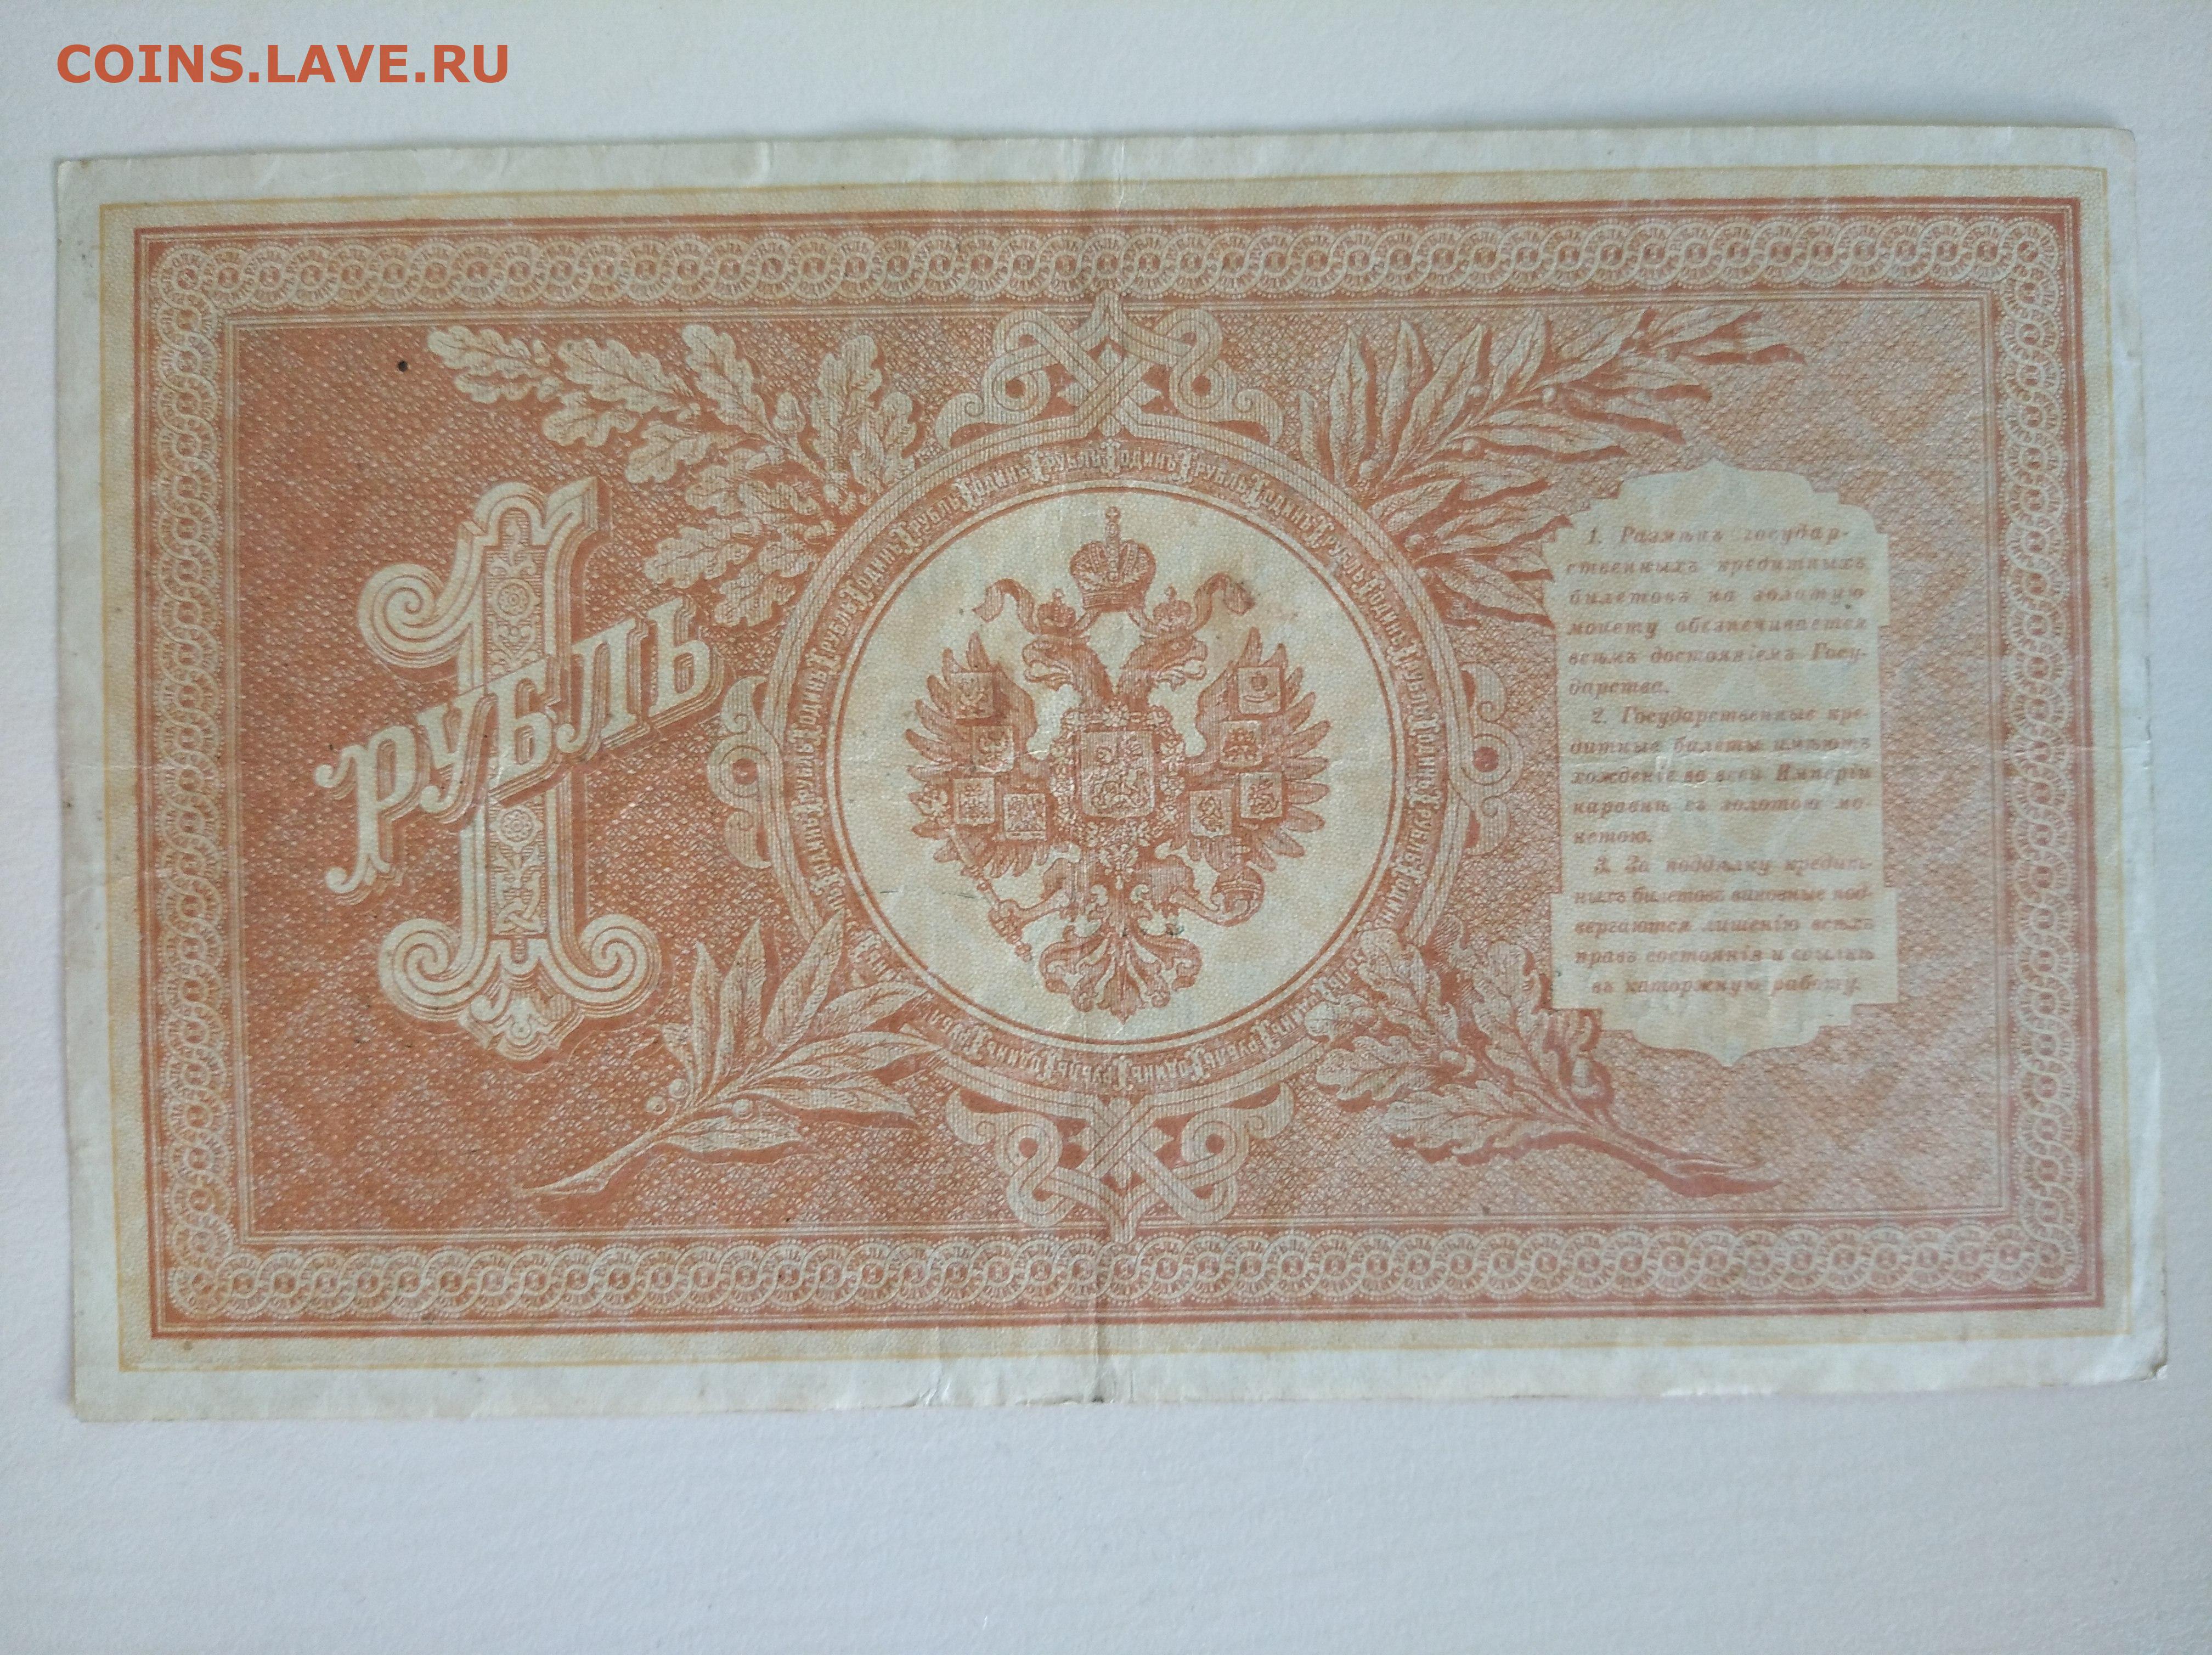 COINS.LAVE.RU
1
РУБЛЬ
1. Размѣнъ государ-
ственныхъ кредитныхъ
билетовъ на золотую
монету обезпечивается
всѣмъ достояніемъ Госу-
дарства.
2. Государственные кре-
дитные билеты имѣютъ
хожденіе во всей Имперіи
наравнѣ съ золотою мо-
нетою.
3. За поддѣлку кредит-
ныхъ билетовъ виновные под-
вергаются лишенію всѣхъ
правъ состоянія и ссылкѣ
въ каторжную работу.